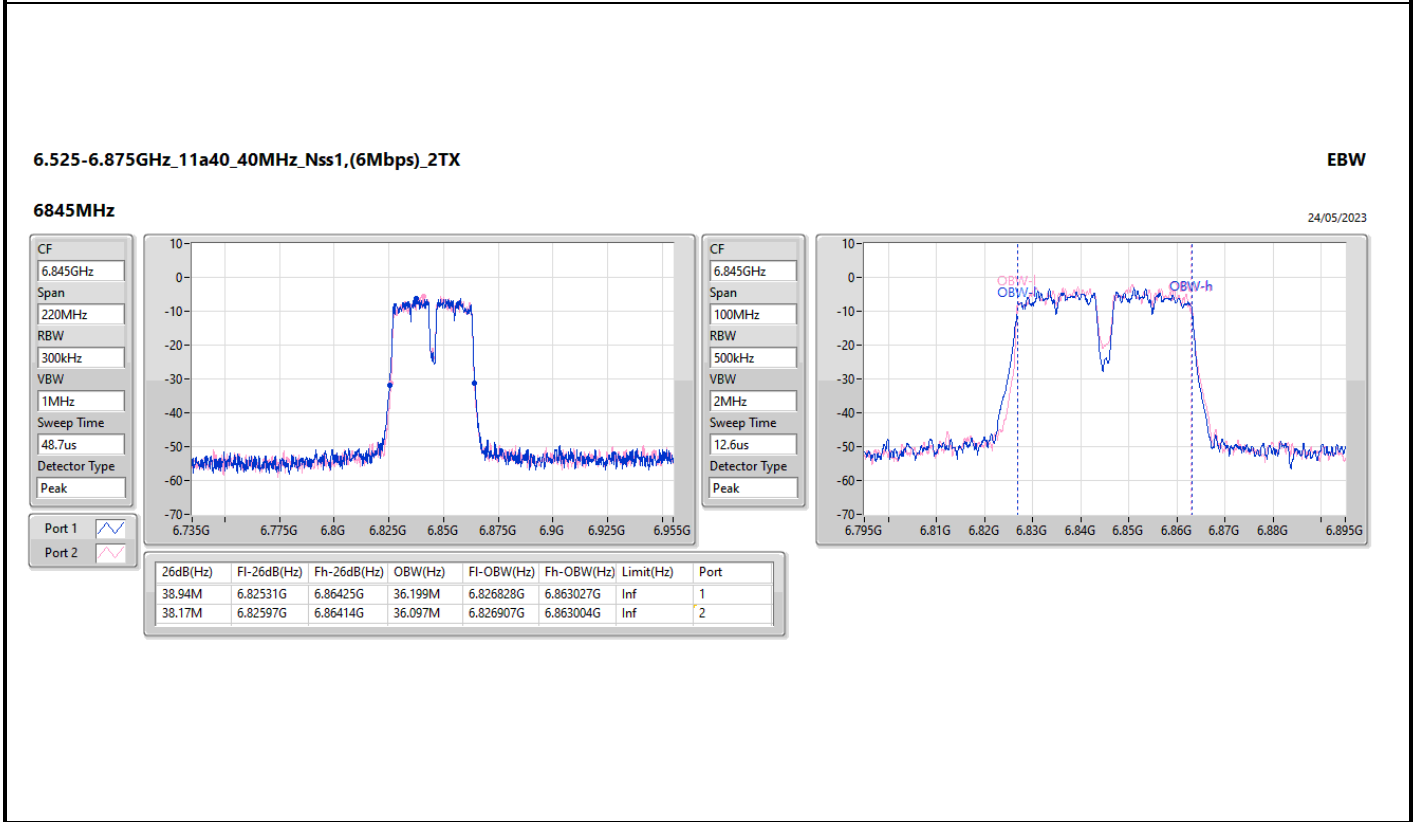 6.525-6.875GHz_11a40_40MHz_Nss1,(6Mbps)_2TX
EBW
6845MHz
24/05/2023
CF
6.845GHz
Span
220MHz
RBW
300kHz
VBW
1MHz
Sweep Time
48.7us
Detector Type
Peak
Port 1
Port 2
10
0
-10
-20
-30
-40
-50
-60
-70
6.735G 6.775G 6.8G 6.825G 6.85G 6.875G 6.9G 6.925G 6.955G
CF
6.845GHz
Span
100MHz
RBW
500kHz
VBW
2MHz
Sweep Time
12.6us
Detector Type
Peak
10
0
-10
-20
-30
-40
-50
-60
-70
OBW-l
OBW-l
OBW-h
6.795G 6.81G 6.82G 6.83G 6.84G 6.85G 6.86G 6.87G 6.88G 6.895G
26dB(Hz) Fl-26dB(Hz) Fh-26dB(Hz) OBW(Hz) Fl-OBW(Hz) Fh-OBW(Hz) Limit(Hz) Port
38.94M 6.82531G 6.86425G 36.199M 6.826828G 6.863027G Inf 1
38.17M 6.82597G 6.86414G 36.097M 6.826907G 6.863004G Inf 2